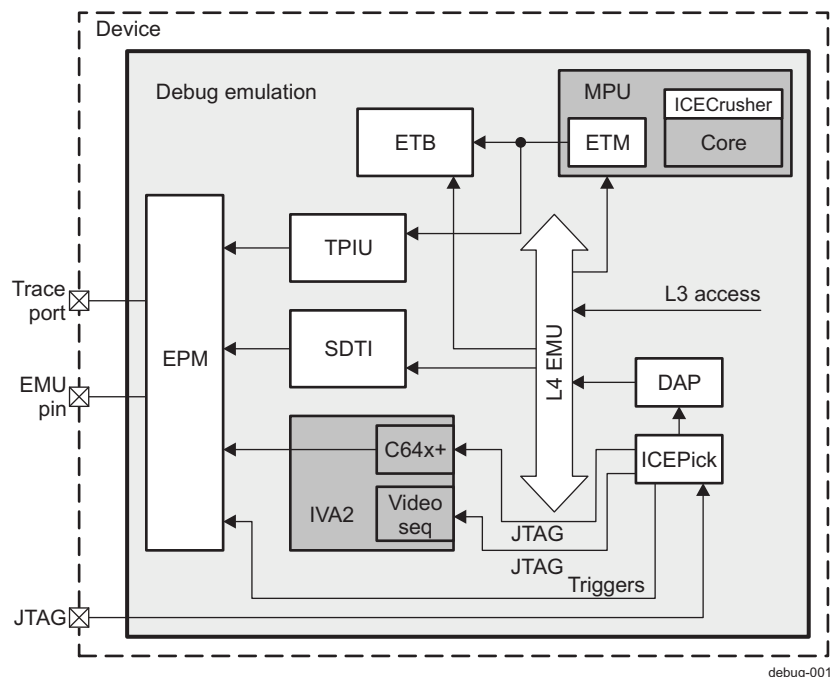 Device
Debug emulation
MPU
ICECrusher
ETB
ETM
Core
TPIU
Trace
port
L3 access
SDTI
EPM
L4 EMU
EMU
pin
DAP
C64x+
ICEPick
IVA2
Video
seq
JTAG
JTAG
Triggers
JTAG
debug-001